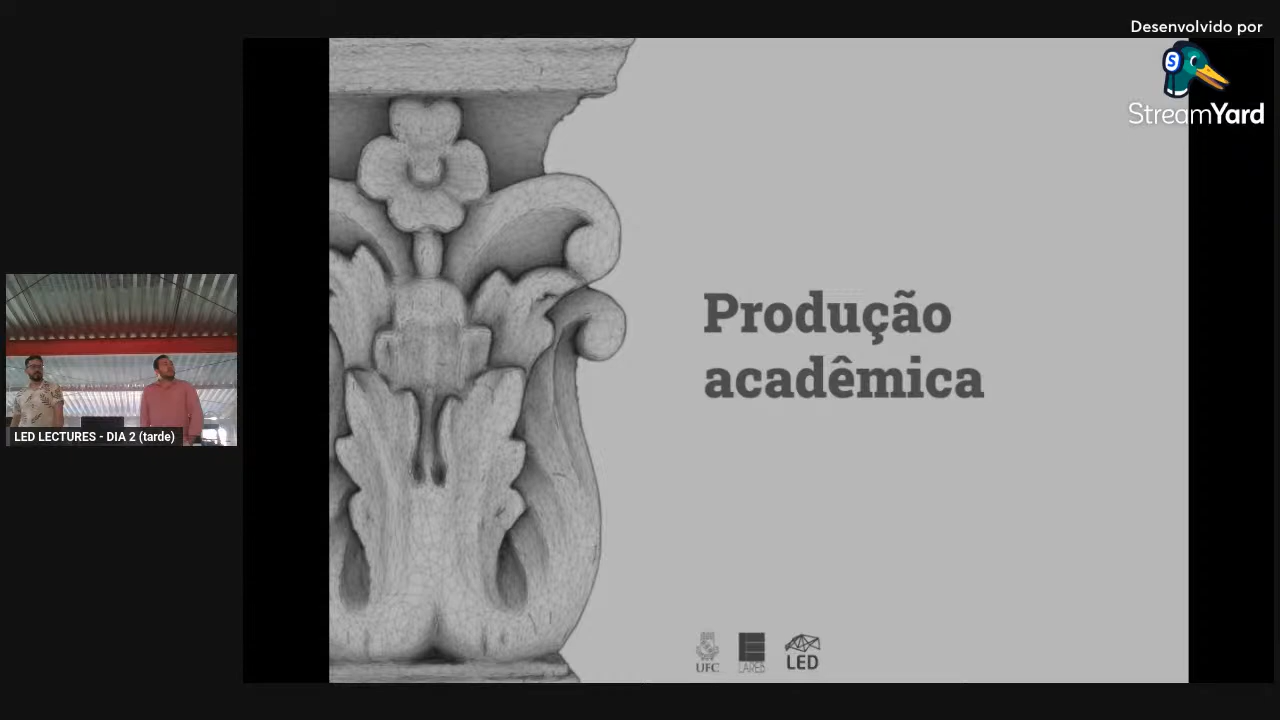 Desenvolvido por
StreamYard
Produção
acadêmica
LED LECTURES - DIA 2 (tarde)
UFC
LARES
LED